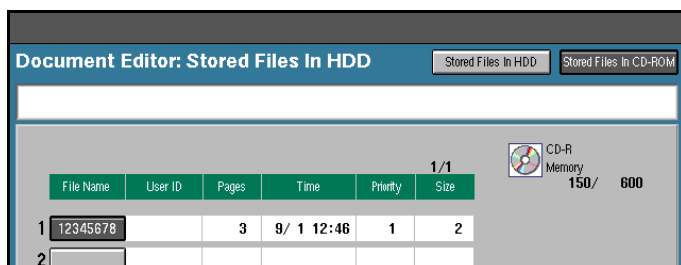 Document Editor: Stored Files In HDD Stored Files In HDD Stored Files In CD-ROM
CD-R
1/1 Memory
150/ 600
File Name User ID Pages Time Priority Size
1 12345678 3 9/ 1 12:46 1 2
2